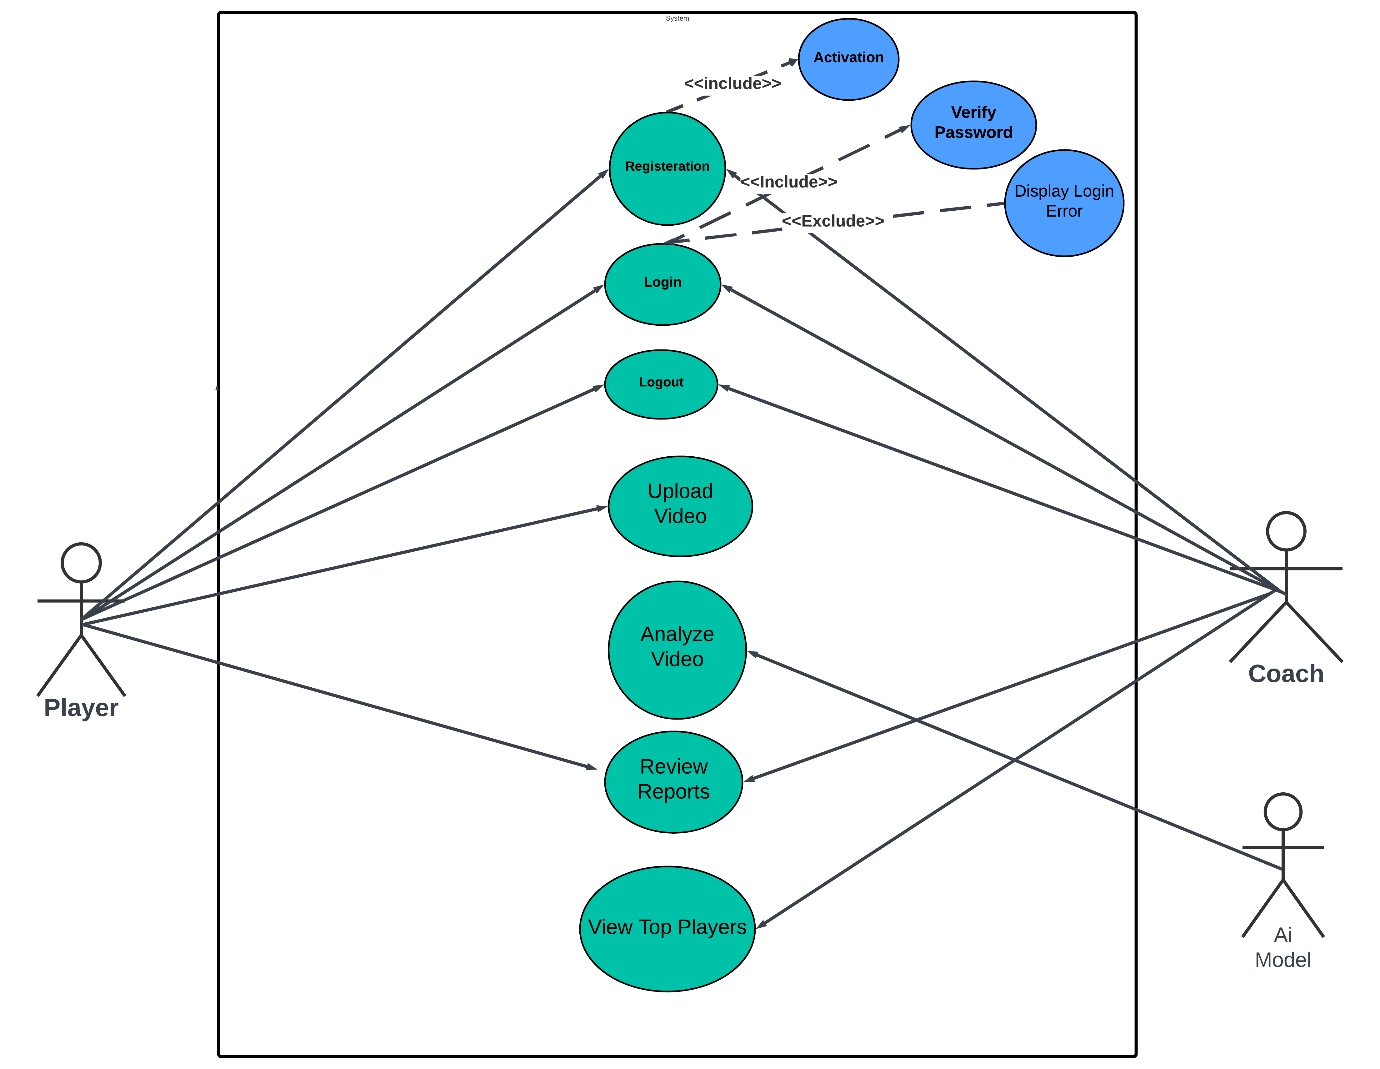 System
Activation
<<include>>
Verify
Password
Registeration
<<Include>>
Display Login
Error
<<Exclude>>
Login
Logout
Upload
Video
Analyze
Video
Player
Coach
Review
Reports
View Top Players
Ai
Model